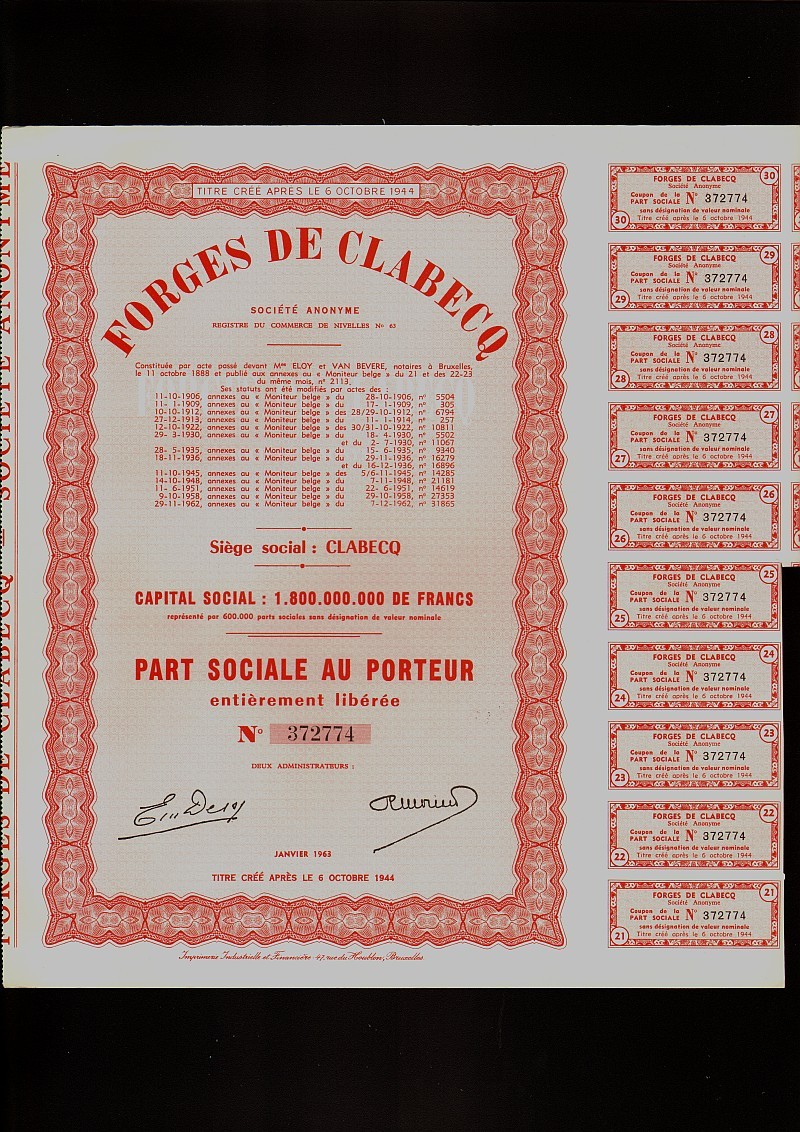 FORGES DE CLABECQ - SOCIÉTÉ ANONYME
TITRE CRÉÉ APRES LE 6 OCTOBRE 1944
FORGES DE CLABECQ
SOCIÉTÉ ANONYME
REGISTRE DU COMMERCE DE NIVELLES No 63
Constituée par acte passé devant Mes ELOY et VAN BEVERE, notaires à Bruxelles,
le 11 octobre 1888 et publié aux annexes au « Moniteur belge » du 21 et des 22-23
du même mois, n° 2113.
Ses statuts ont été modifiés par actes des :
11-10-1906, annexes au « Moniteur belge » du 28-10-1906, n° 5504
11- 1-1909, annexes au « Moniteur belge » du 17- 1-1909, n° 305
10-10-1912, annexes au « Moniteur belge » des 28/29-10-1912, n° 6794
27-12-1913, annexes au « Moniteur belge » du 11- 1-1914, n° 257
12-10-1922, annexes au « Moniteur belge » des 30/31-10-1922, n° 10811
29- 3-1930, annexes au « Moniteur belge » du 18- 4-1930, n° 5502
et du 2- 7-1930, n° 11067
28- 5-1935, annexes au « Moniteur belge » du 15- 6-1935, n° 9340
18-11-1936, annexes au « Moniteur belge » du 29-11-1936, n° 16279
et du 16-12-1936, n° 16896
11-10-1945, annexes au « Moniteur belge » des 5/6-11-1945, n° 14285
14-10-1948, annexes au « Moniteur belge » du 7-11-1948, n° 21181
11- 6-1951, annexes au « Moniteur belge » du 22- 6-1951, n° 14619
9-10-1958, annexes au « Moniteur belge » du 29-10-1958, n° 27353
29-11-1962, annexes au « Moniteur belge » du 7-12-1962, n° 31865
Siège social : CLABECQ
CAPITAL SOCIAL : 1.800.000.000 DE FRANCS
représenté par 600.000 parts sociales sans désignation de valeur nominale
PART SOCIALE AU PORTEUR
entièrement libérée
No 372774
DEUX ADMINISTRATEURS :
JANVIER 1963
TITRE CRÉÉ APRÈS LE 6 OCTOBRE 1944
Imprimerie Industrielle et Financière - 47, rue du Houblon, Bruxelles
30
FORGES DE CLABECQ
Société Anonyme
Coupon de la
PART SOCIALE No 372774
sans désignation de valeur nominale
30 Titre créé après le 6 octobre 1944
29
FORGES DE CLABECQ
Société Anonyme
Coupon de la
PART SOCIALE No 372774
sans désignation de valeur nominale
29 Titre créé après le 6 octobre 1944
28
FORGES DE CLABECQ
Société Anonyme
Coupon de la
PART SOCIALE No 372774
sans désignation de valeur nominale
28 Titre créé après le 6 octobre 1944
27
FORGES DE CLABECQ
Société Anonyme
Coupon de la
PART SOCIALE No 372774
sans désignation de valeur nominale
27 Titre créé après le 6 octobre 1944
26
FORGES DE CLABECQ
Société Anonyme
Coupon de la
PART SOCIALE No 372774
sans désignation de valeur nominale
26 Titre créé après le 6 octobre 1944
25
FORGES DE CLABECQ
Société Anonyme
Coupon de la
PART SOCIALE No 372774
sans désignation de valeur nominale
25 Titre créé après le 6 octobre 1944
24
FORGES DE CLABECQ
Société Anonyme
Coupon de la
PART SOCIALE No 372774
sans désignation de valeur nominale
24 Titre créé après le 6 octobre 1944
23
FORGES DE CLABECQ
Société Anonyme
Coupon de la
PART SOCIALE No 372774
sans désignation de valeur nominale
23 Titre créé après le 6 octobre 1944
22
FORGES DE CLABECQ
Société Anonyme
Coupon de la
PART SOCIALE No 372774
sans désignation de valeur nominale
22 Titre créé après le 6 octobre 1944
21
FORGES DE CLABECQ
Société Anonyme
Coupon de la
PART SOCIALE No 372774
sans désignation de valeur nominale
21 Titre créé après le 6 octobre 1944